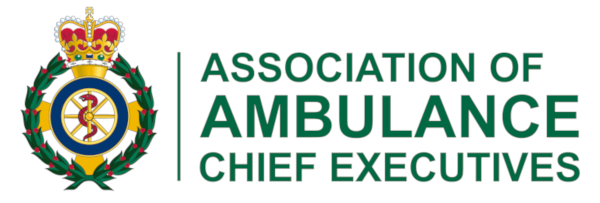 ASSOCIATION OF
AMBULANCE
CHIEF EXECUTIVES